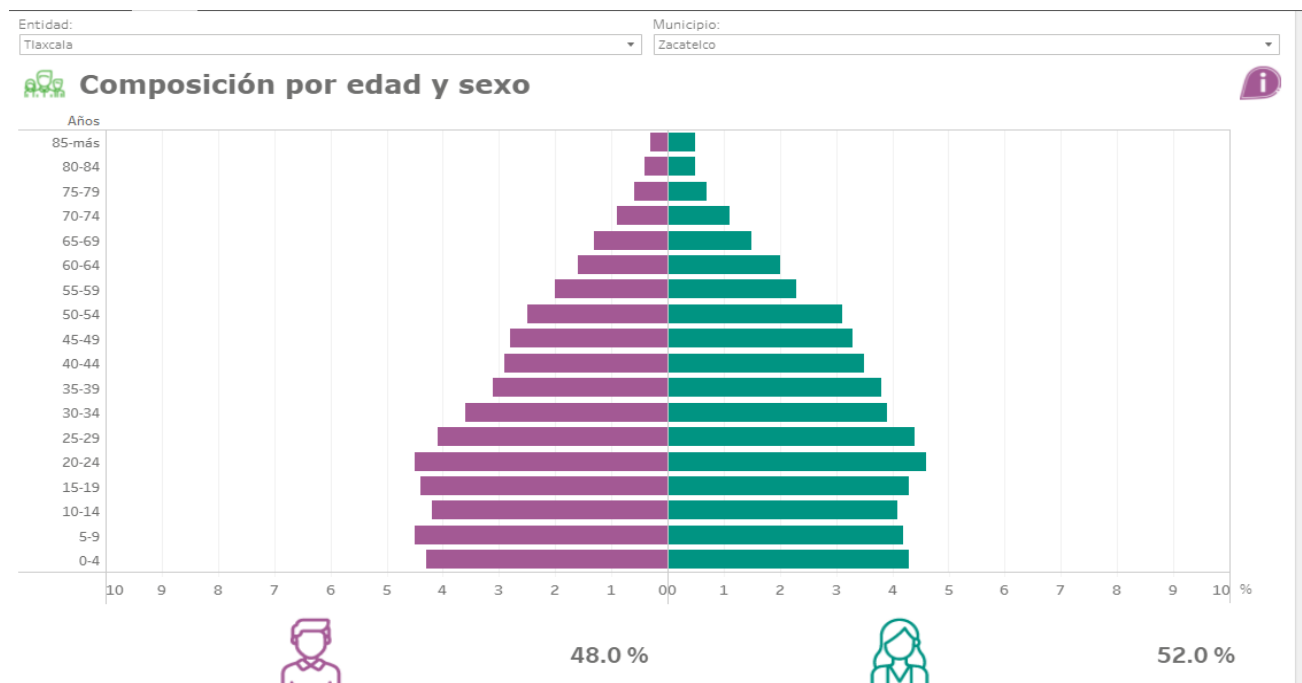 Entidad:
Municipio:
Tlaxcala
Zacatelco
Composición por edad y sexo
i
Años
85-más
80-84
75-79
70-74
65-69
60-64
55-59
50-54
45-49
40-44
35-39
30-34
25-29
20-24
15-19
10-14
5-9
0-4
10 9 8 7 6 5 4 3 2 1 00 1 2 3 4 5 6 7 8 9 10 %
48.0 %
52.0 %